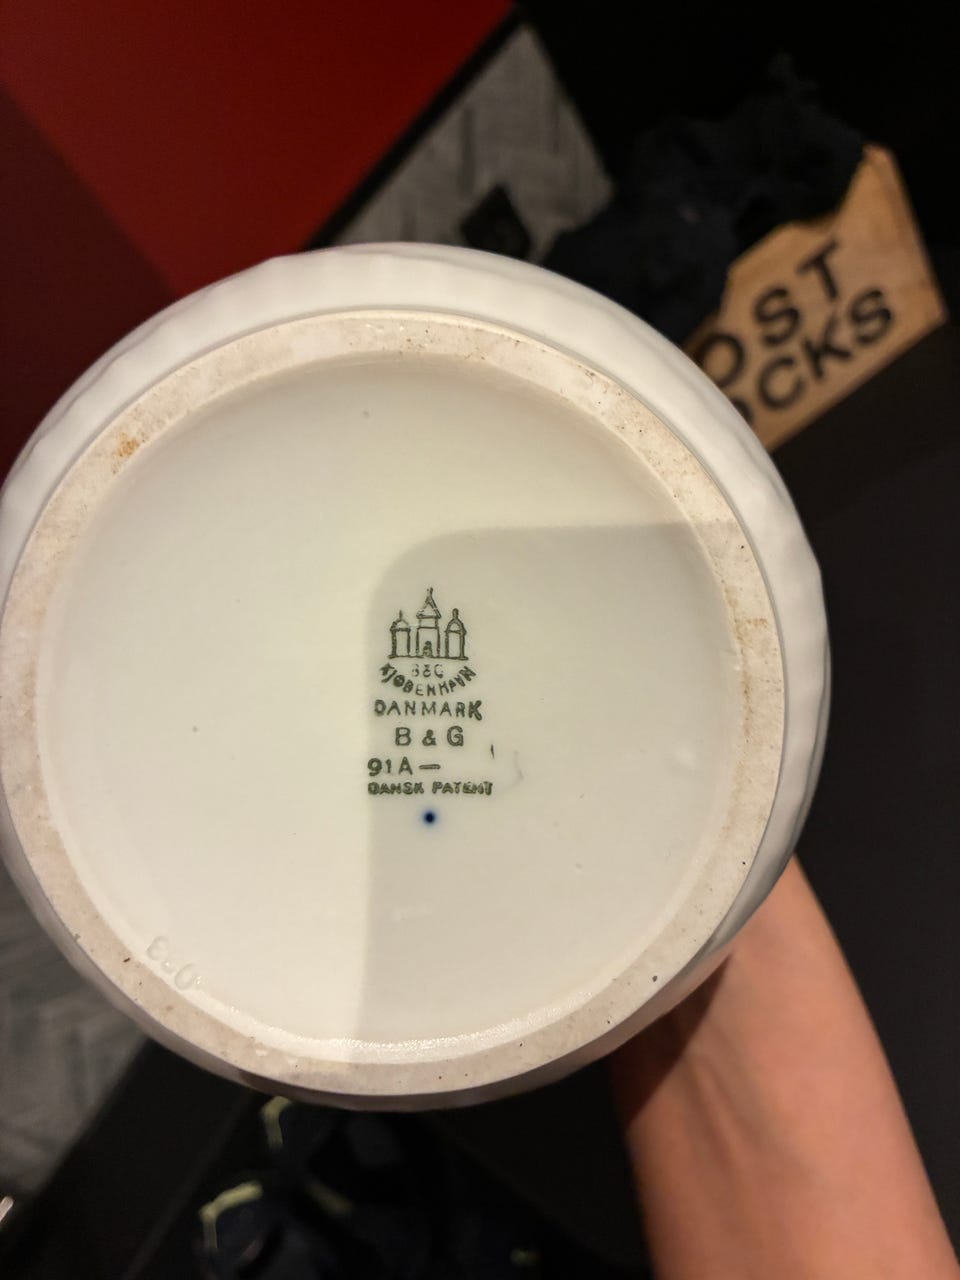 OST
OCKS
B&G
KJØBENHAVN
DANMARK
B & G
91A—
DANSK PATENT